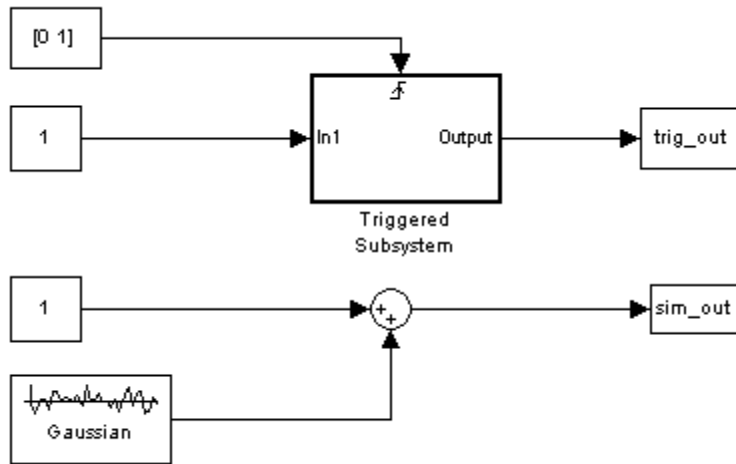 [0 1]
1
In1
Output
trig_out
Triggered
Subsystem
1
+
+
sim_out
Gaussian